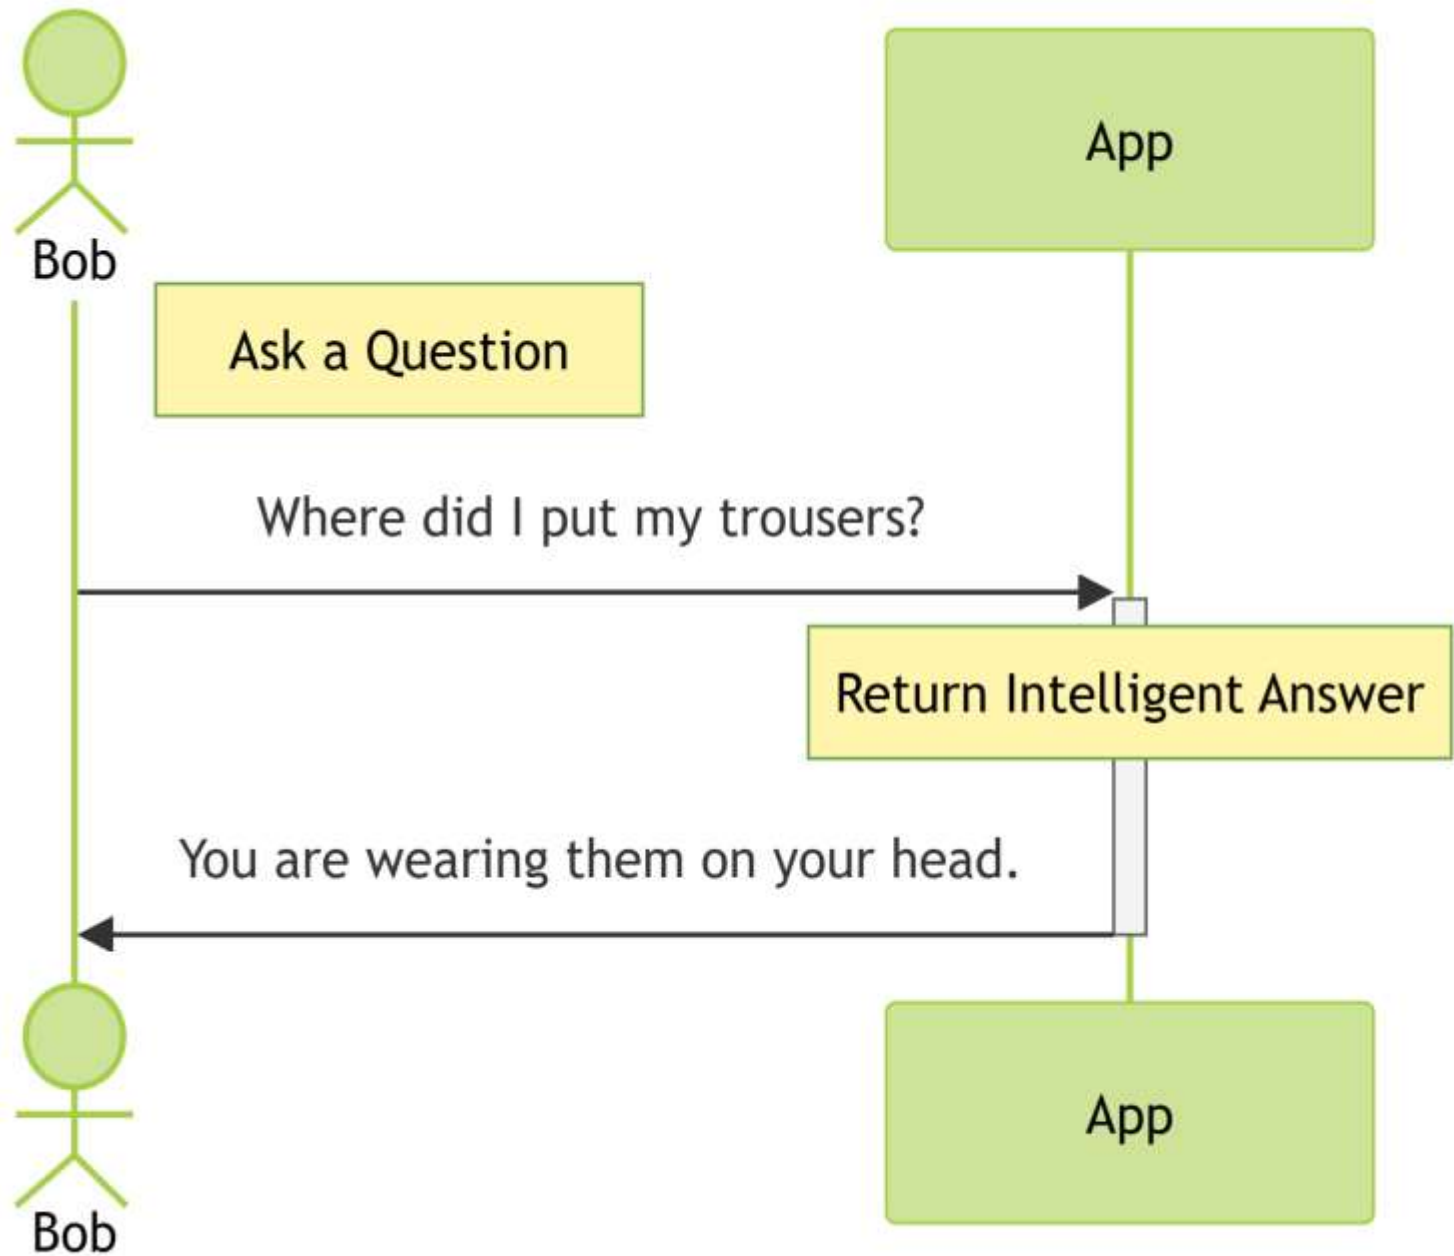 Bob
App
Ask a Question
Where did I put my trousers?
Return Intelligent Answer
You are wearing them on your head.
Bob
App